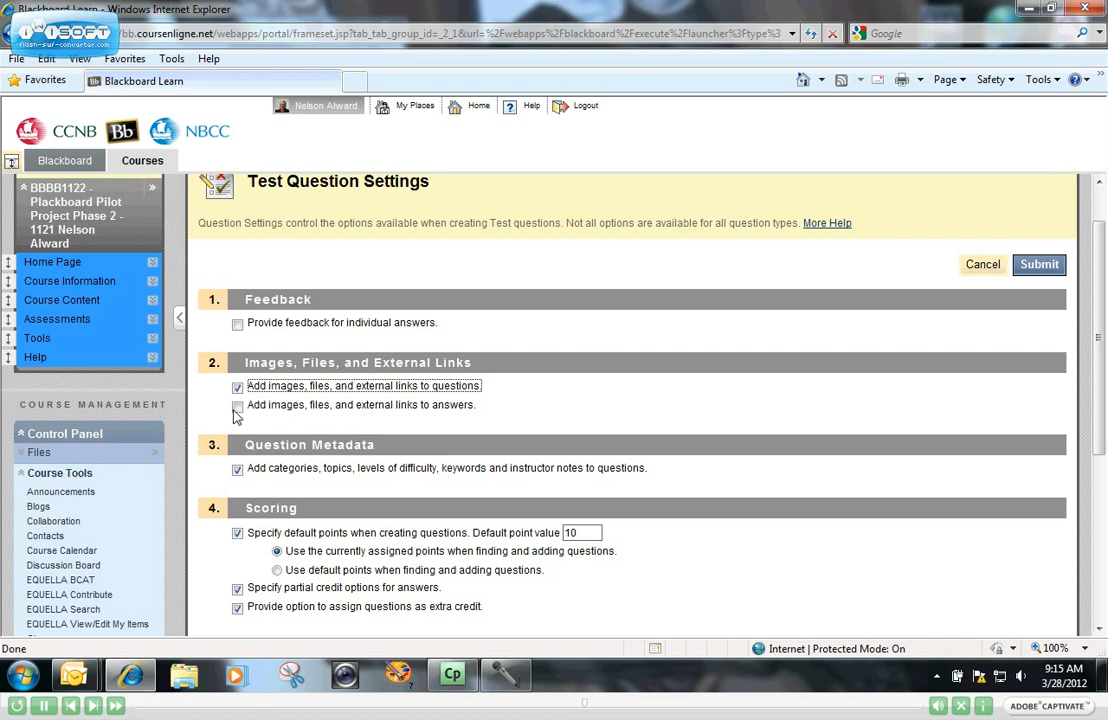 Blackboard Learn - Windows Internet Explorer
iWiSOFT
flash-swf-converter.com
bb.coursenligne.net/webapps/portal/frameset.jsp?tab_tab_group_id=_2_1&url=%2Fwebapps%2Fblackboard%2Fexecute%2Flauncher%3Ftype%3
Google
File Edit View Favorites Tools Help
Favorites Blackboard Learn Page Safety Tools
Nelson Alward My Places Home Help Logout
CCNB Bb NBCC
Blackboard Courses
BBBB1122 -
Plackboard Pilot
Project Phase 2 -
1121 Nelson
Alward
Home Page
Course Information
Course Content
Assessments
Tools
Help
COURSE MANAGEMENT
Control Panel
Files
Course Tools
Announcements
Blogs
Collaboration
Contacts
Course Calendar
Discussion Board
EQUELLA BCAT
EQUELLA Contribute
EQUELLA Search
EQUELLA View/Edit My Items
Test Question Settings
Question Settings control the options available when creating Test questions. Not all options are available for all question types. More Help
Cancel Submit
1. Feedback
Provide feedback for individual answers.
2. Images, Files, and External Links
Add images, files, and external links to questions.
Add images, files, and external links to answers.
3. Question Metadata
Add categories, topics, levels of difficulty, keywords and instructor notes to questions.
4. Scoring
Specify default points when creating questions. Default point value 10
Use the currently assigned points when finding and adding questions.
Use default points when finding and adding questions.
Specify partial credit options for answers.
Provide option to assign questions as extra credit.
Done Internet | Protected Mode: On 100%
Cp 9:15 AM
3/28/2012
ADOBE® CAPTIVATE™